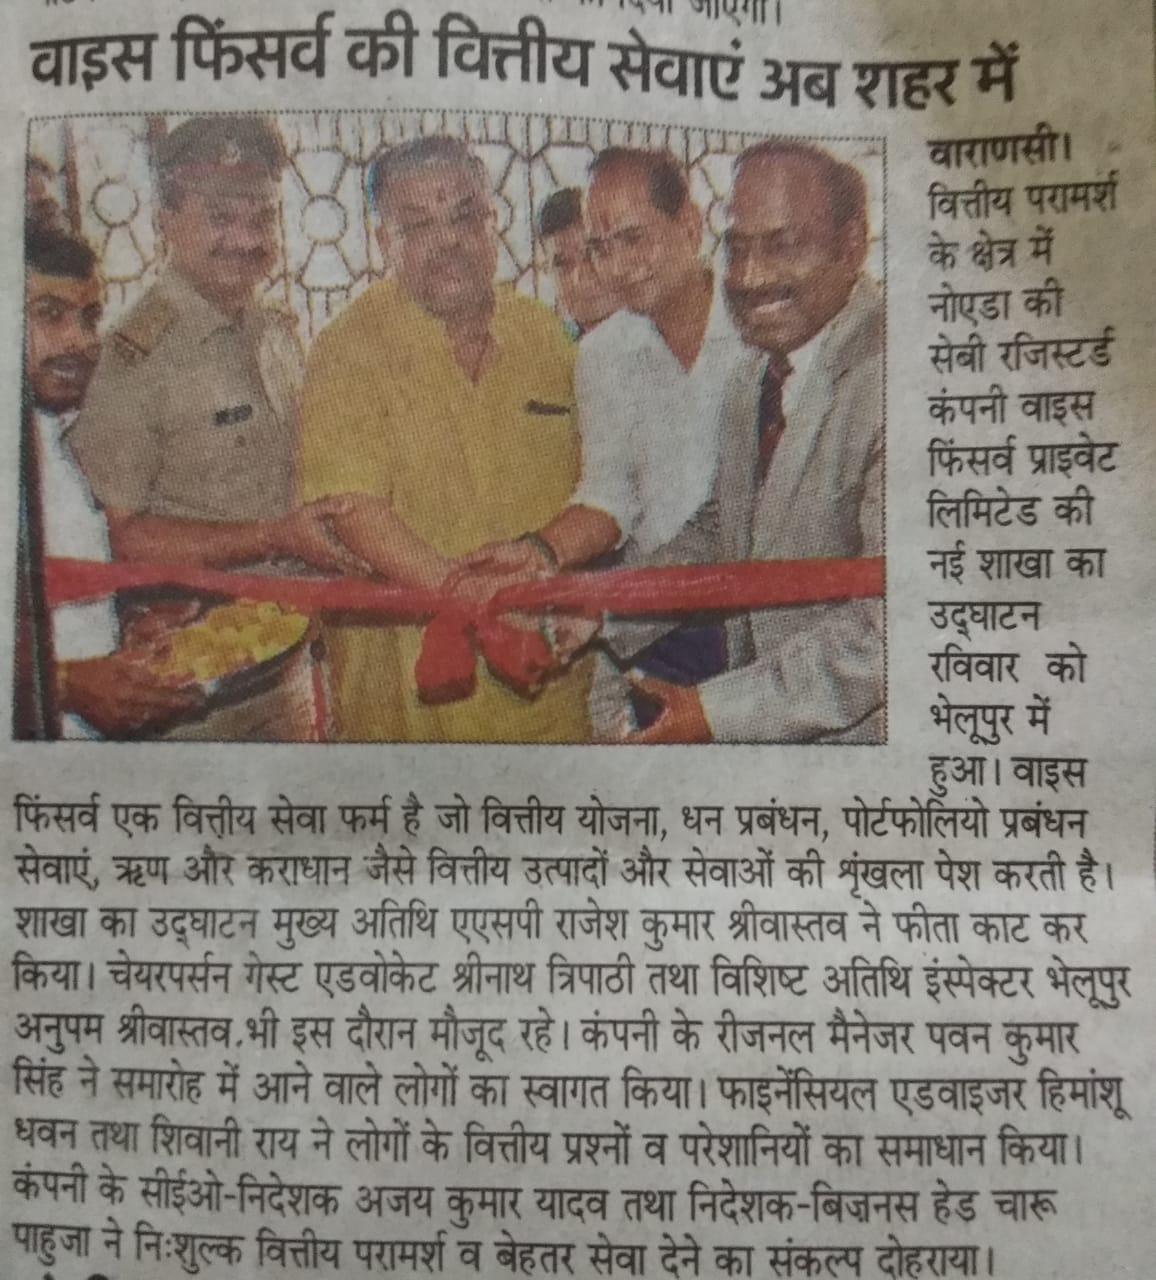 वाइस फिंसर्व की वित्तीय सेवाएं अब शहर में
वाराणसी।
वित्तीय परामर्श
के क्षेत्र में
नोएडा की
सेबी रजिस्टर्ड
कंपनी वाइस
फिंसर्व प्राइवेट
लिमिटेड की
नई शाखा का
उद्घाटन
रविवार को
भेलूपुर में
हुआ। वाइस
फिंसर्व एक वित्तीय सेवा फर्म है जो वित्तीय योजना, धन प्रबंधन, पोर्टफोलियो प्रबंधन
सेवाएं, ऋण और कराधान जैसे वित्तीय उत्पादों और सेवाओं की शृंखला पेश करती है।
शाखा का उद्घाटन मुख्य अतिथि एएसपी राजेश कुमार श्रीवास्तव ने फीता काट कर
किया। चेयरपर्सन गेस्ट एडवोकेट श्रीनाथ त्रिपाठी तथा विशिष्ट अतिथि इंस्पेक्टर भेलूपुर
अनुपम श्रीवास्तव भी इस दौरान मौजूद रहे। कंपनी के रीजनल मैनेजर पवन कुमार
सिंह ने समारोह में आने वाले लोगों का स्वागत किया। फाइनेंसियल एडवाइजर हिमांशू
धवन तथा शिवानी राय ने लोगों के वित्तीय प्रश्नों व परेशानियों का समाधान किया।
कंपनी के सीईओ-निदेशक अजय कुमार यादव तथा निदेशक-बिज़नस हेड चारू
पाहुजा ने निःशुल्क वित्तीय परामर्श व बेहतर सेवा देने का संकल्प दोहराया।